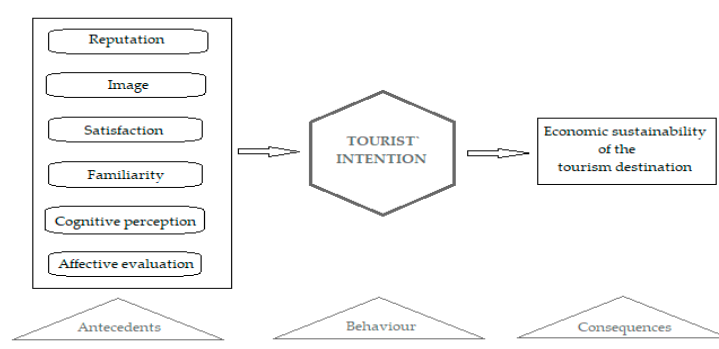 Reputation
Image
Satisfaction
Familiarity
Cognitive perception
Affective evaluation
TOURIST`
INTENTION
Economic sustainability
of the
tourism destination
Antecedents
Behaviour
Consequences